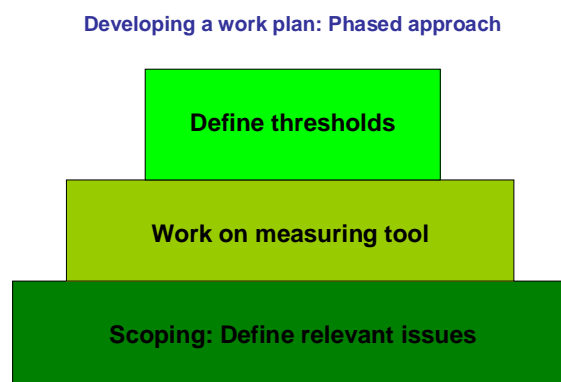 Developing a work plan: Phased approach
Define thresholds
Work on measuring tool
Scoping: Define relevant issues